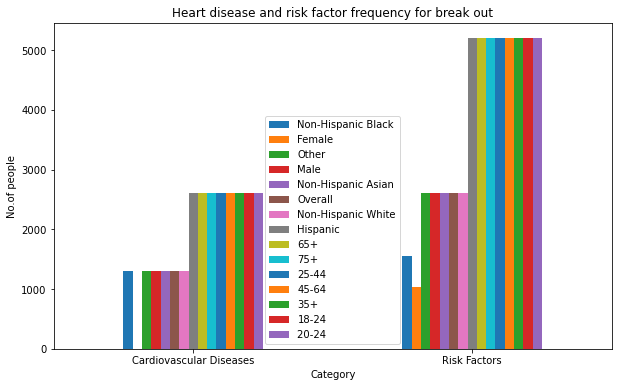 Heart disease and risk factor frequency for break out
No.of people
5000
4000
3000
2000
1000
0
Non-Hispanic Black
Female
Other
Male
Non-Hispanic Asian
Overall
Non-Hispanic White
Hispanic
65+
75+
25-44
45-64
35+
18-24
20-24
Cardiovascular Diseases
Risk Factors
Category